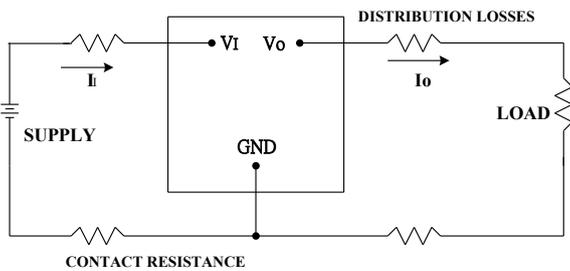 DISTRIBUTION LOSSES
VI
Vo
II
Io
LOAD
SUPPLY
GND
CONTACT RESISTANCE